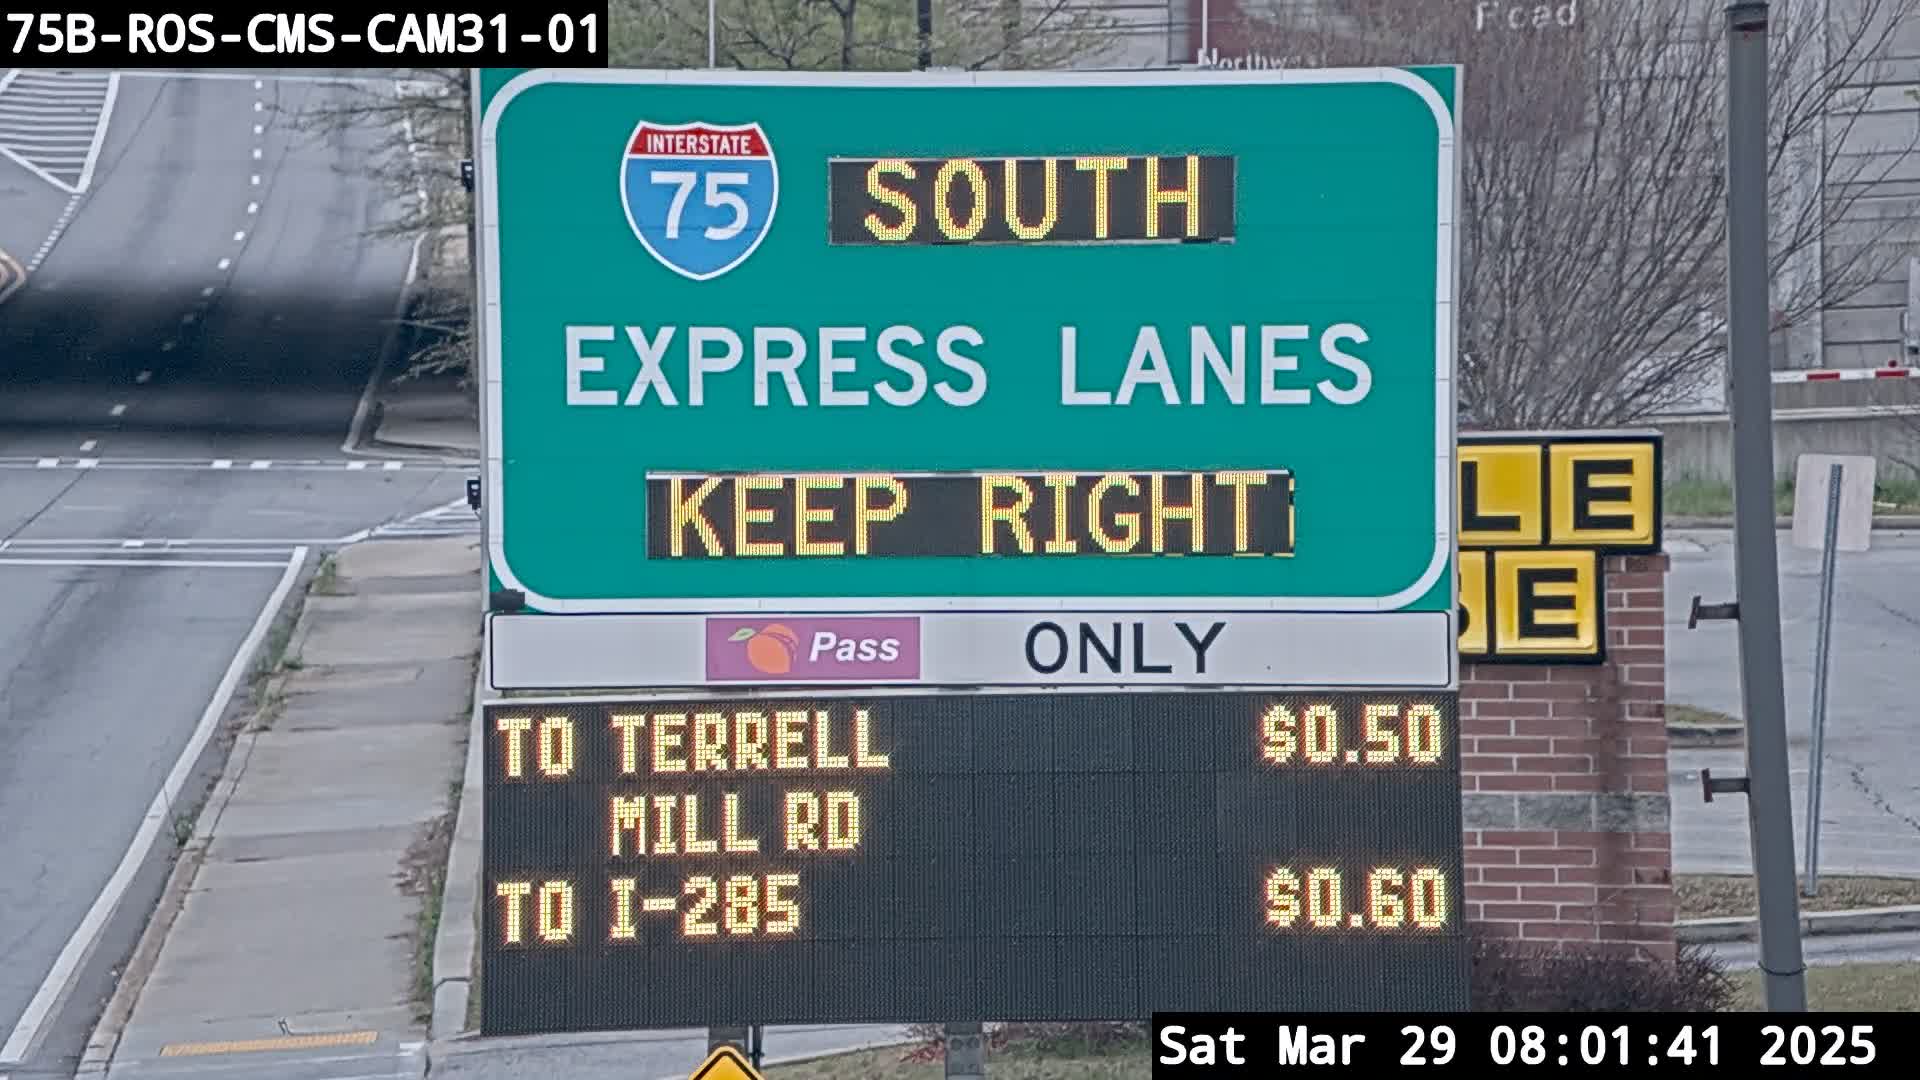 75B-ROS-CMS-CAM31-01
Road
INTERSTATE
75 SOUTH
EXPRESS LANES
KEEP RIGHT
Pass ONLY
TO TERRELL $0.50
MILL RD
TO I-285 $0.60
Sat Mar 29 08:01:41 2025